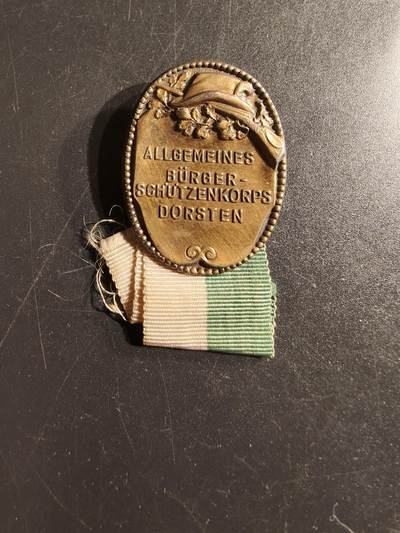 ALLGEMEINES
BÜRGER-
SCHÜTZENKORPS
DORSTEN